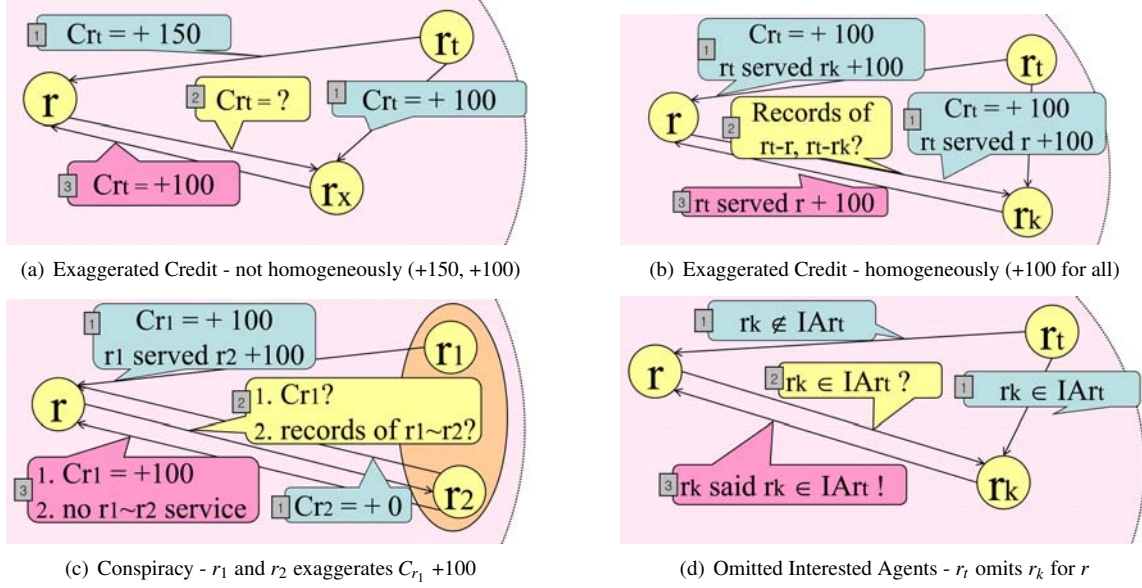 1 Crt = + 150
rt
r
2 Crt = ?
1 Crt = + 100
3 Crt = +100
rx
(a) Exaggerated Credit - not homogeneously (+150, +100)
1 Crt = + 100
rt served rk +100
rt
r
2 Records of
rt-r, rt-rk?
1 Crt = + 100
rt served r +100
3 rt served r + 100
rk
(b) Exaggerated Credit - homogeneously (+100 for all)
1 Cr1 = + 100
r1 served r2 +100
r1
r
2 1. Cr1?
2. records of r1~r2?
3 1. Cr1 = +100
2. no r1~r2 service
1 Cr2 = + 0
r2
(c) Conspiracy - r1 and r2 exaggerates Cr1 +100
1 rk ∉ IArt
rt
r
2 rk ∈ IArt ?
1 rk ∈ IArt
3 rk said rk ∈ IArt !
rk
(d) Omitted Interested Agents - rt omits rk for r